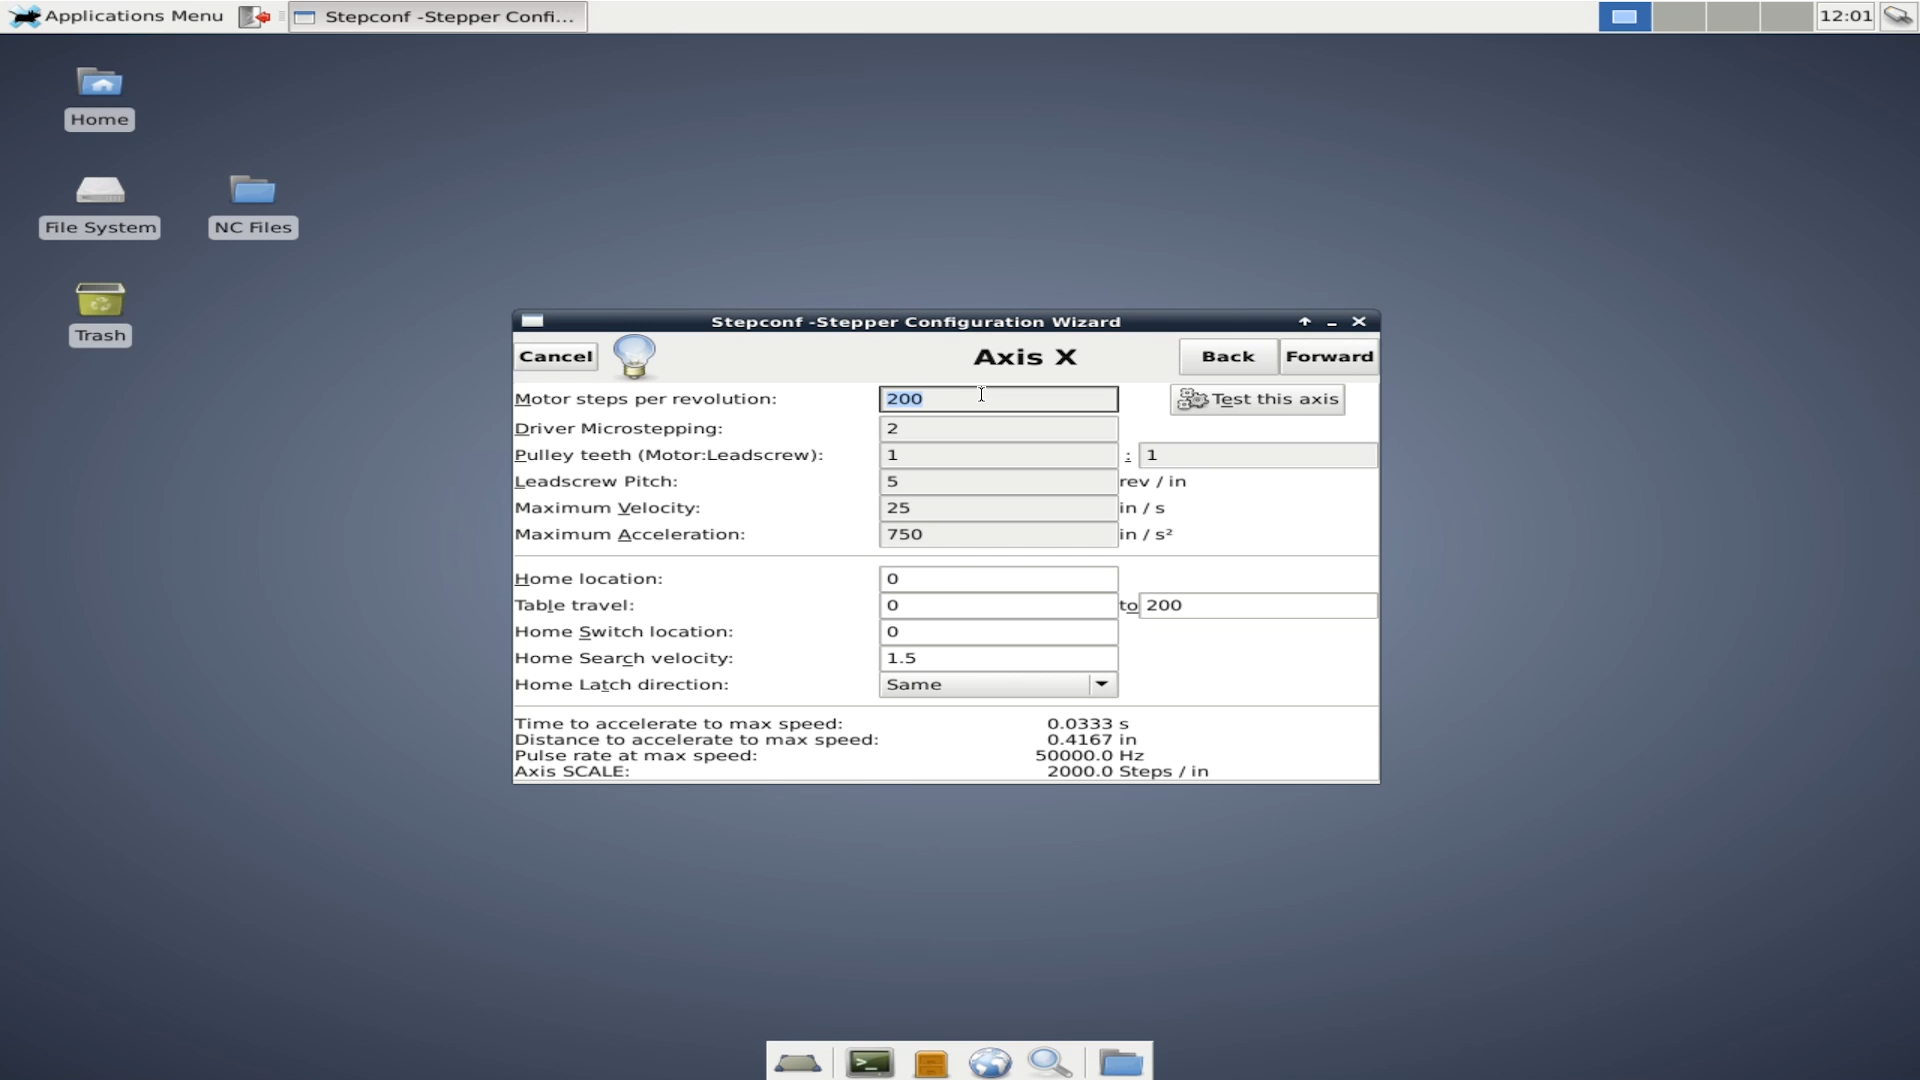 Applications Menu Stepconf -Stepper Confi... 12:01
Home
File System NC Files
Trash
Stepconf -Stepper Configuration Wizard
Cancel Axis X Back Forward
Motor steps per revolution: 200 Test this axis
Driver Microstepping: 2
Pulley teeth (Motor:Leadscrew): 1 : 1
Leadscrew Pitch: 5 rev / in
Maximum Velocity: 25 in / s
Maximum Acceleration: 750 in / s²
Home location: 0
Table travel: 0 to 200
Home Switch location: 0
Home Search velocity: 1.5
Home Latch direction: Same
Time to accelerate to max speed: 0.0333 s
Distance to accelerate to max speed: 0.4167 in
Pulse rate at max speed: 50000.0 Hz
Axis SCALE: 2000.0 Steps / in